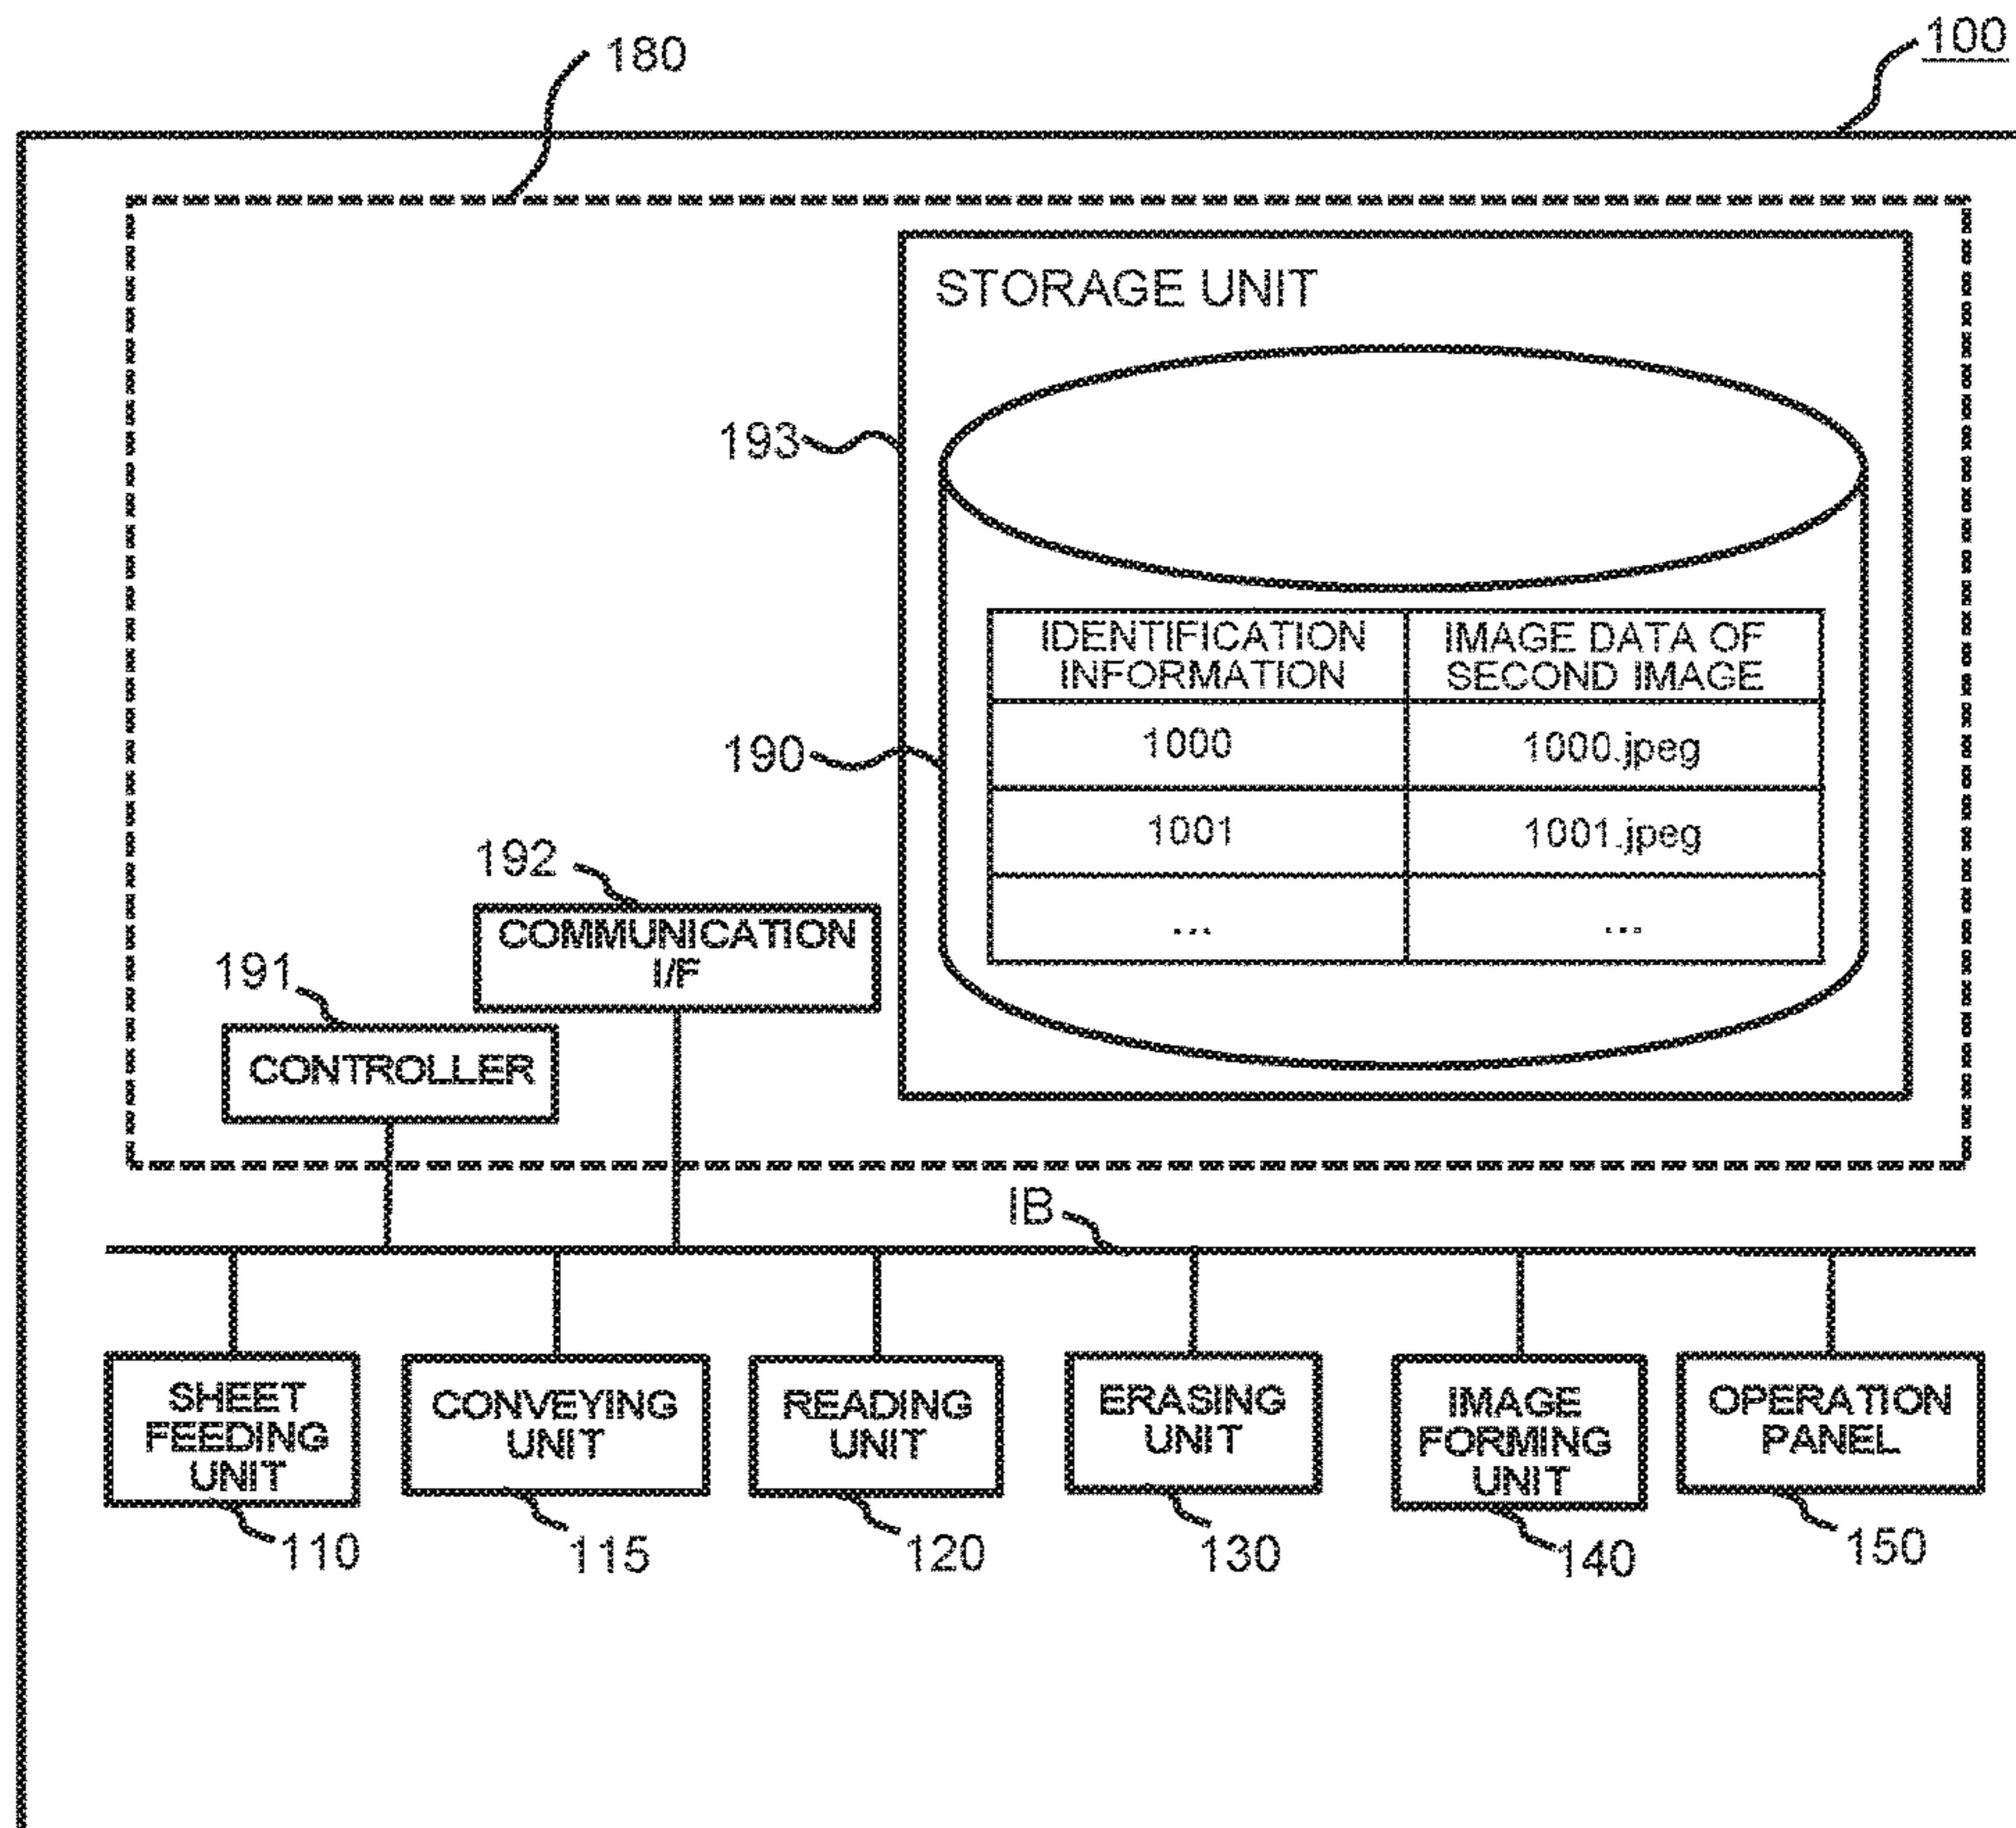 100
180
STORAGE UNIT
193
IDENTIFICATION
INFORMATION
IMAGE DATA OF
SECOND IMAGE
190
1000
1000.jpeg
1001
1001.jpeg
...
...
192
COMMUNICATION
I/F
191
CONTROLLER
IB
SHEET
FEEDING
UNIT
CONVEYING
UNIT
READING
UNIT
ERASING
UNIT
IMAGE
FORMING
UNIT
OPERATION
PANEL
110
115
120
130
140
150